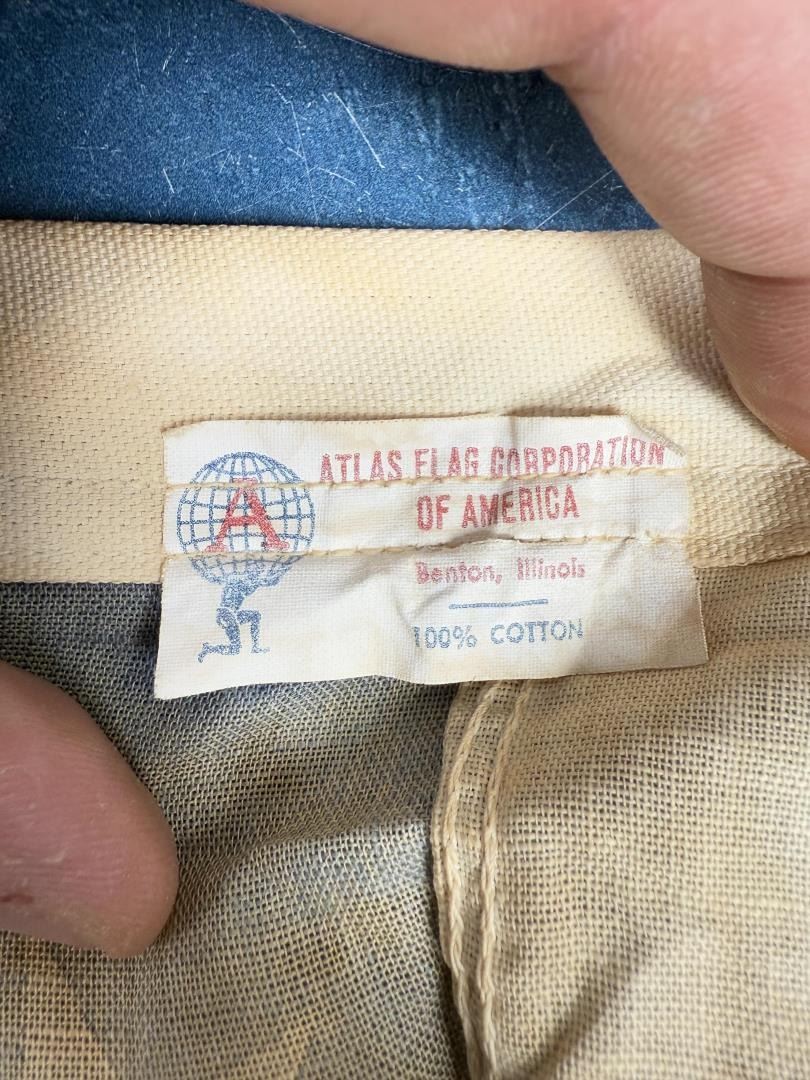 A
ATLAS FLAG CORPORATION
OF AMERICA
Benton, Illinois
100% COTTON